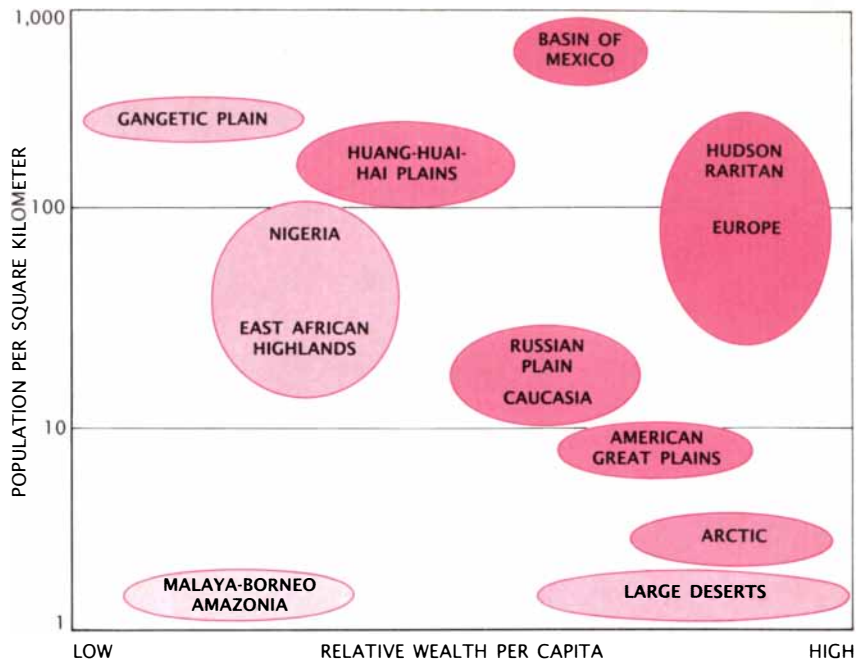 1,000
BASIN OF
MEXICO
GANGETIC PLAIN
HUANG-HUAI-
HAI PLAINS
HUDSON
RARITAN
EUROPE
100
NIGERIA
EAST AFRICAN
HIGHLANDS
RUSSIAN
PLAIN
CAUCASIA
10
AMERICAN
GREAT PLAINS
ARCTIC
MALAYA-BORNEO
AMAZONIA
LARGE DESERTS
1
POPULATION PER SQUARE KILOMETER
LOW RELATIVE WEALTH PER CAPITA HIGH